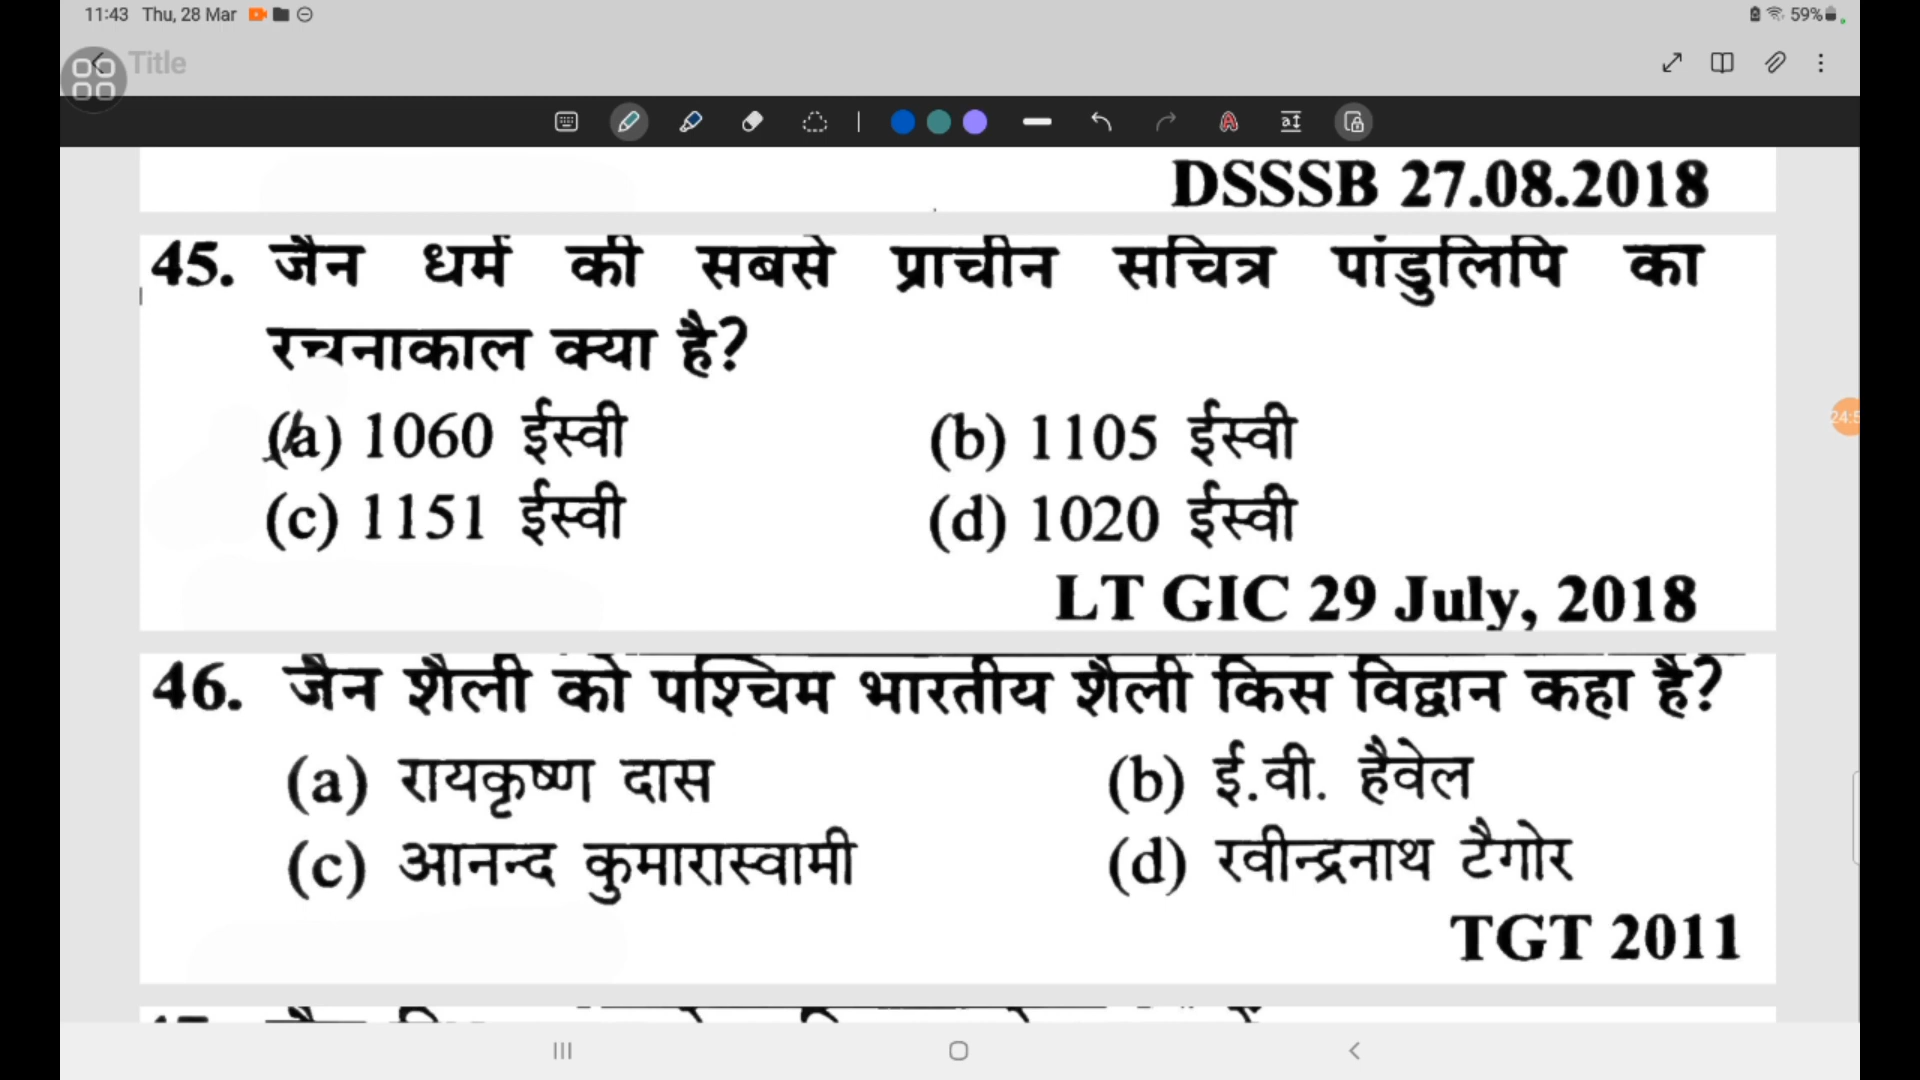 11:43 Thu, 28 Mar
59%
Title
DSSSB 27.08.2018
45. जैन धर्म की सबसे प्राचीन सचित्र पांडुलिपि का
रचनाकाल क्या है?
(a) 1060 ईस्वी (b) 1105 ईस्वी
(c) 1151 ईस्वी (d) 1020 ईस्वी
LT GIC 29 July, 2018
46. जैन शैली को पश्चिम भारतीय शैली किस विद्वान कहा है?
(a) रायकृष्ण दास (b) ई.वी. हैवेल
(c) आनन्द कुमारास्वामी (d) रवीन्द्रनाथ टैगोर
TGT 2011